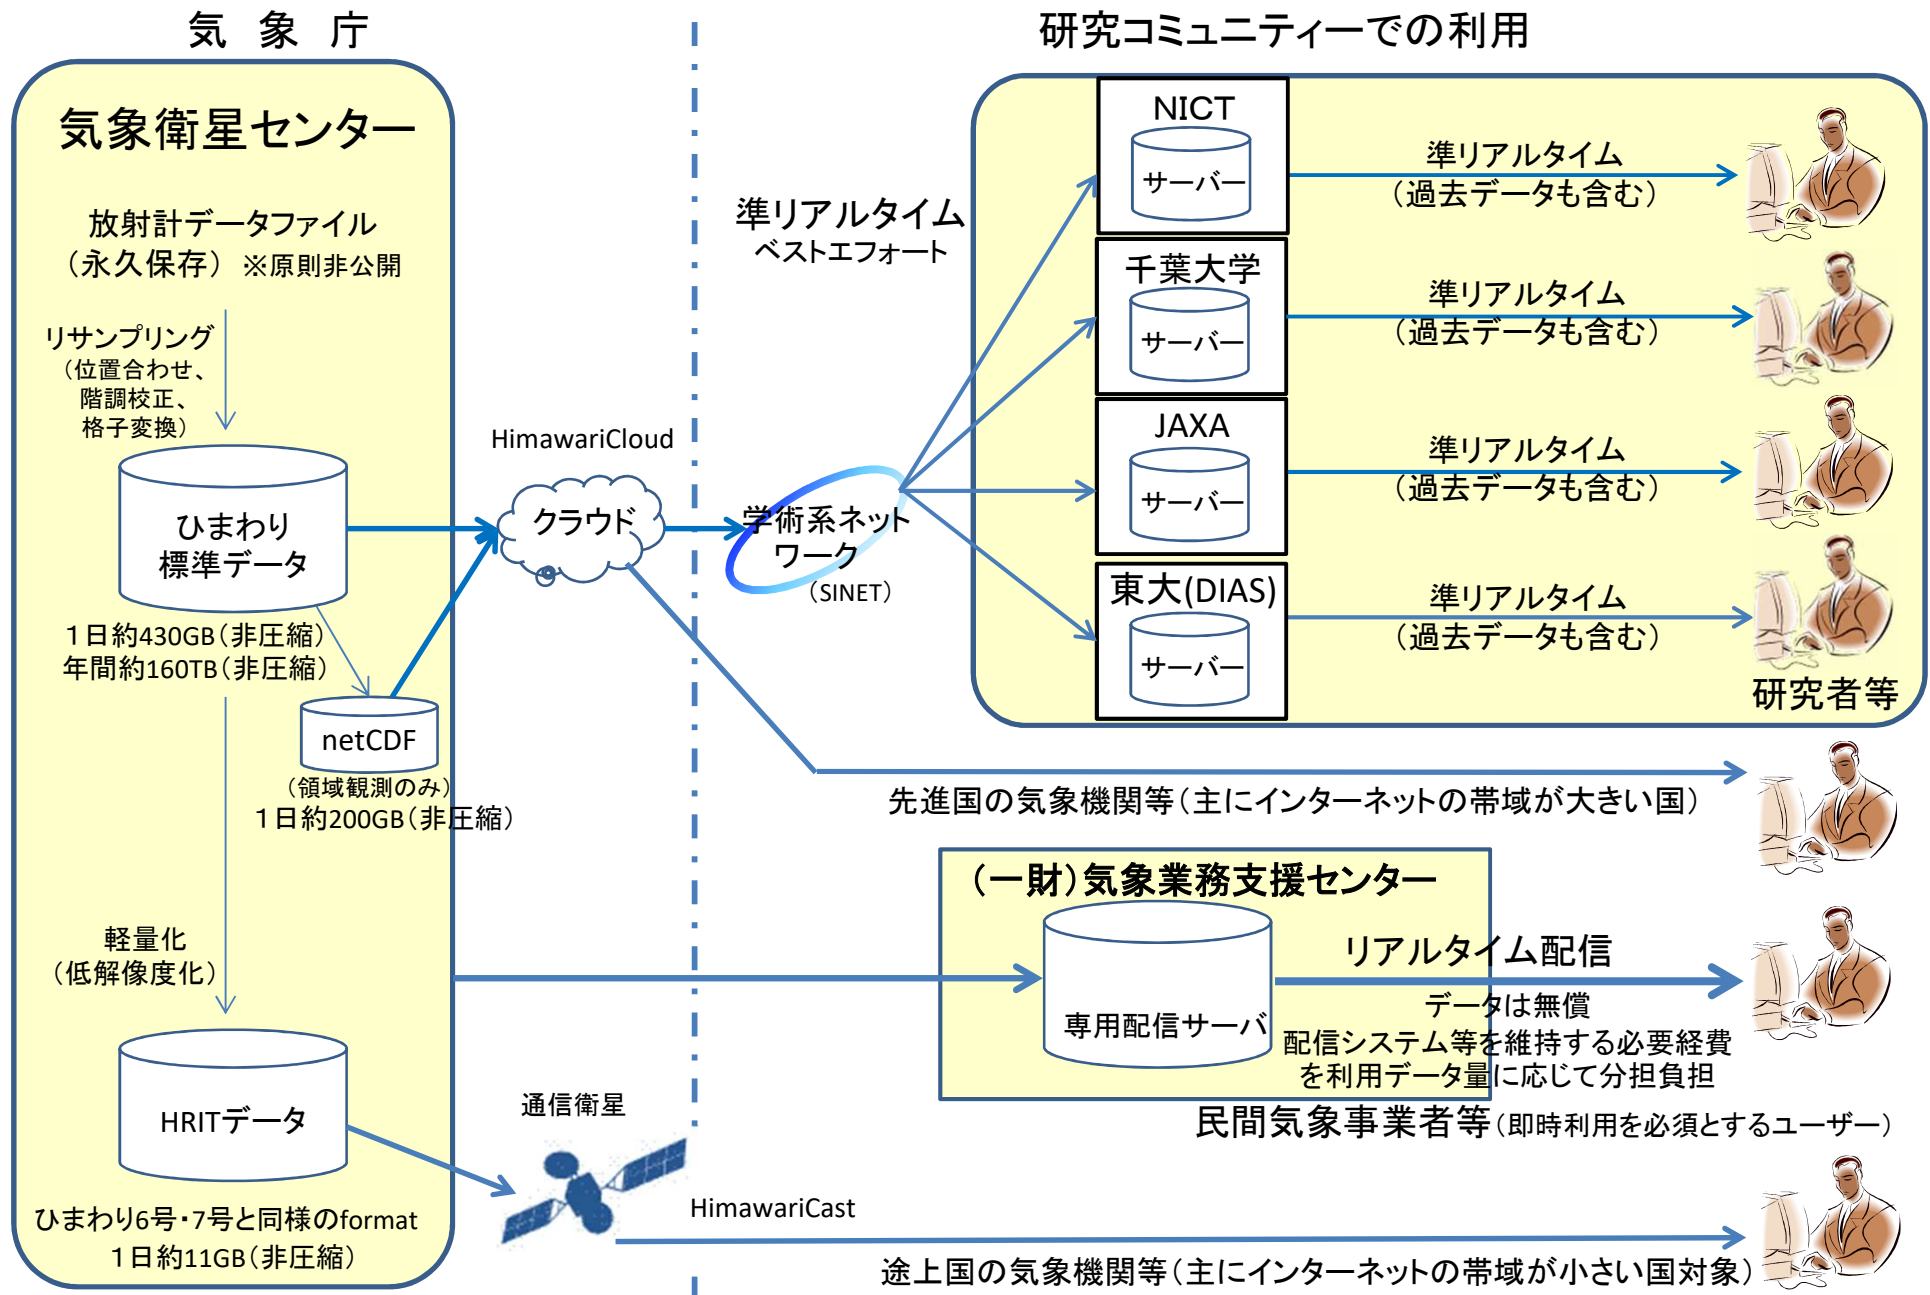 気 象 庁
研究コミュニティーでの利用
気象衛星センター
放射計データファイル
（永久保存） ※原則非公開
リサンプリング
（位置合わせ、
階調校正、
格子変換）
ひまわり
標準データ
１日約430GB（非圧縮）
年間約160TB（非圧縮）
netCDF
（領域観測のみ）
１日約200GB（非圧縮）
軽量化
（低解像度化）
HRITデータ
ひまわり6号・7号と同様のformat
１日約11GB（非圧縮）
HimawariCloud
クラウド
通信衛星
HimawariCast
準リアルタイム
ベストエフォート
学術系ネット
ワーク
（SINET）
NICT
サーバー
準リアルタイム
（過去データも含む）
千葉大学
サーバー
準リアルタイム
（過去データも含む）
JAXA
サーバー
準リアルタイム
（過去データも含む）
東大(DIAS)
サーバー
準リアルタイム
（過去データも含む）
研究者等
先進国の気象機関等（主にインターネットの帯域が大きい国）
（一財）気象業務支援センター
専用配信サーバ
リアルタイム配信
データは無償
配信システム等を維持する必要経費
を利用データ量に応じて分担負担
民間気象事業者等（即時利用を必須とするユーザー）
途上国の気象機関等（主にインターネットの帯域が小さい国対象）